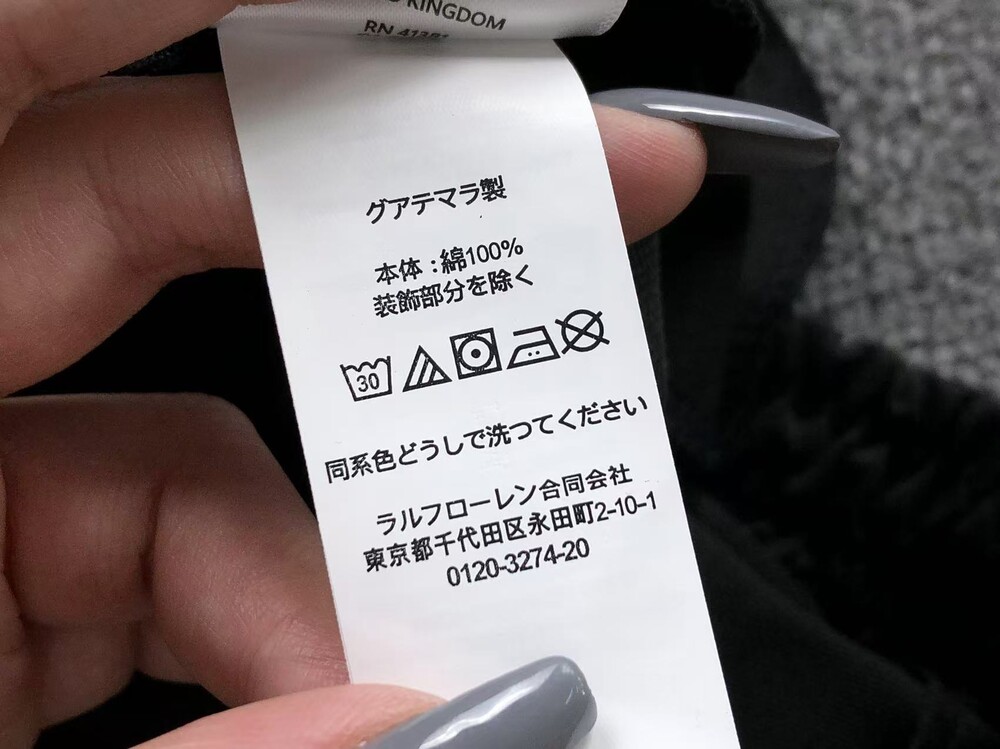 KINGDOM
RN 41381
グアテマラ製
本体:綿100%
装飾部分を除く
30
同系色どうしで洗つてください
ラルフローレン合同会社
東京都千代田区永田町2-10-1
0120-3274-20